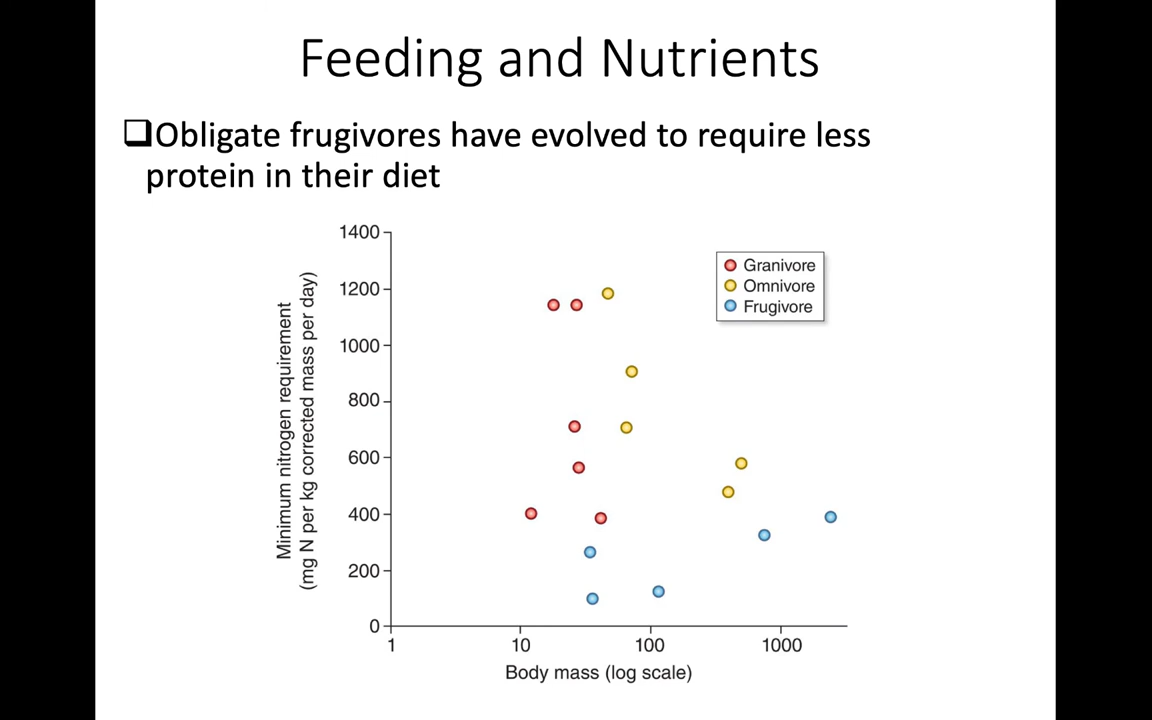 Feeding and Nutrients
❑Obligate frugivores have evolved to require less
protein in their diet
1400
1200
1000
800
600
400
200
0
Minimum nitrogen requirement
(mg N per kg corrected mass per day)
Granivore
Omnivore
Frugivore
1 10 100 1000
Body mass (log scale)